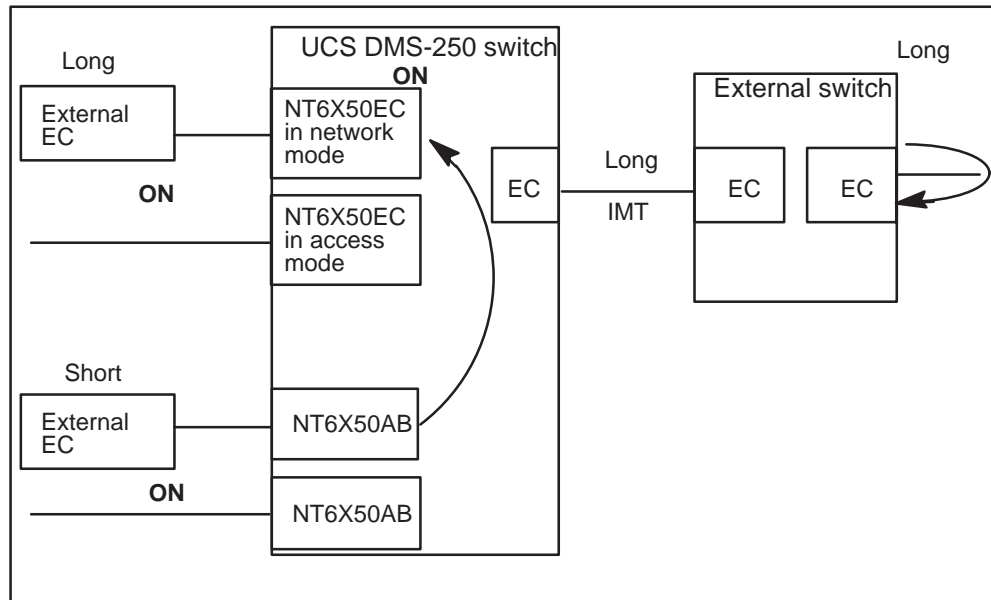 UCS DMS-250 switch
Long
Long
ON
External switch
External
EC
NT6X50EC
in network
mode
Long
EC
EC
EC
ON
IMT
NT6X50EC
in access
mode
Short
External
EC
NT6X50AB
ON
NT6X50AB